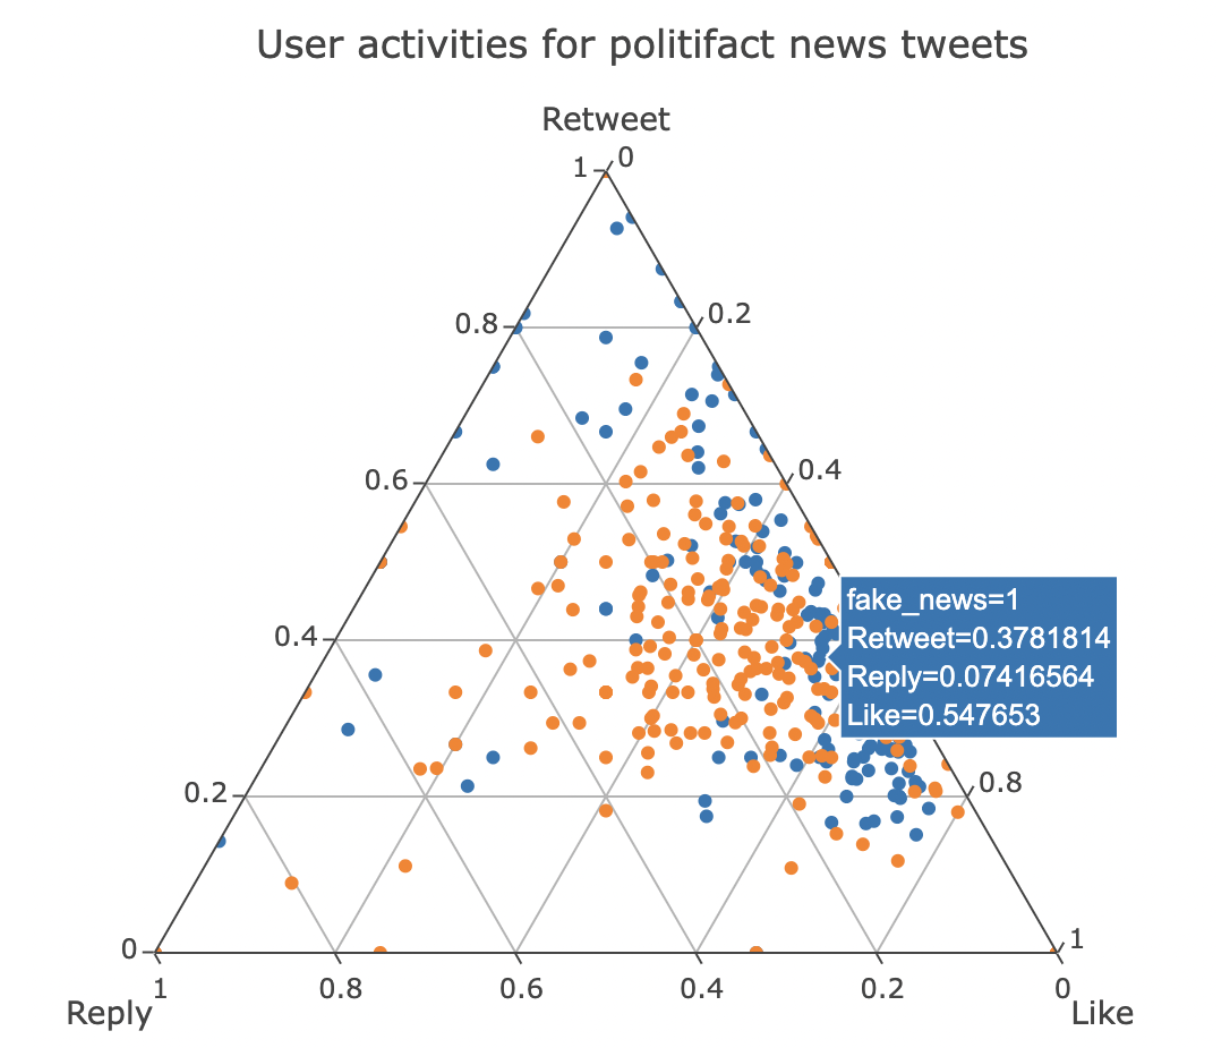 User activities for politifact news tweets
Retweet
1 0
0.8 0.2
0.6 0.4
fake_news=1
Retweet=0.3781814
Reply=0.07416564
Like=0.547653
0.4
0.2 0.8
0 1
1 0.8 0.6 0.4 0.2 0
Reply Like